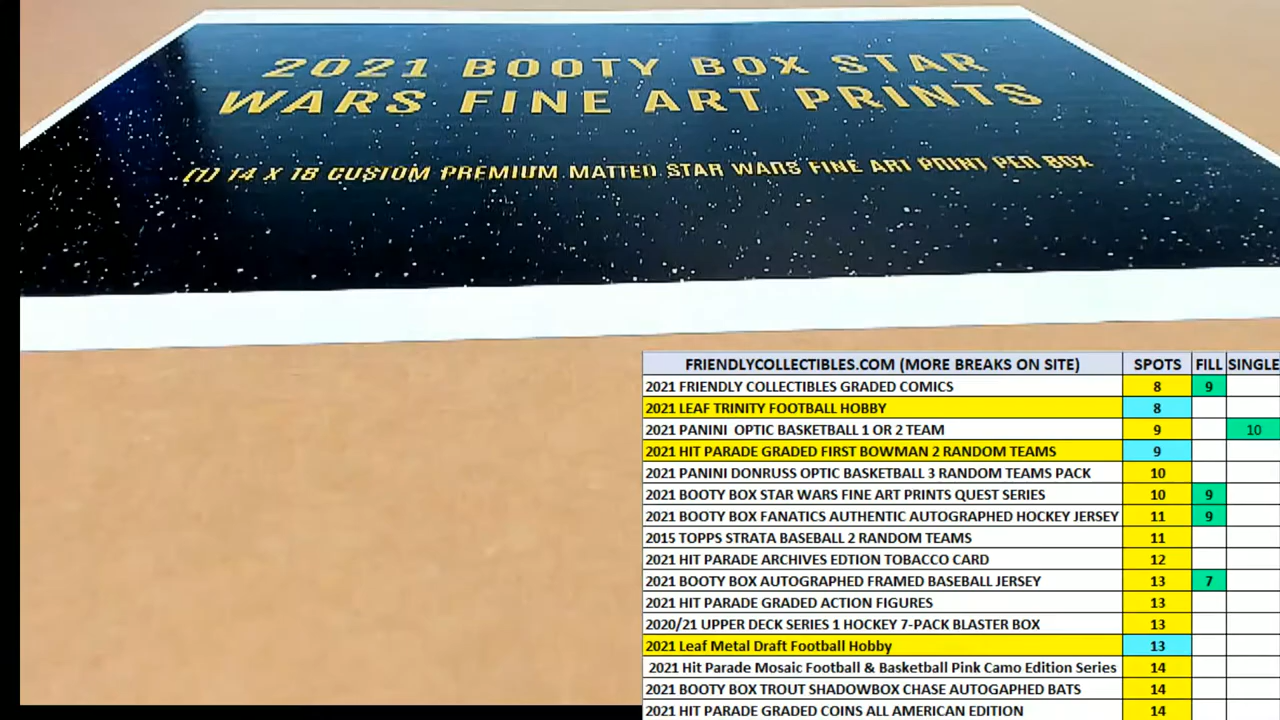 2021 BOOTY BOX STAR
WARS FINE ART PRINTS
(1) 14 X 18 CUSTOM PREMIUM MATTED STAR WARS FINE ART PRINT PER BOX
FRIENDLYCOLLECTIBLES.COM (MORE BREAKS ON SITE) SPOTS FILL SINGLE
2021 FRIENDLY COLLECTIBLES GRADED COMICS 8 9
2021 LEAF TRINITY FOOTBALL HOBBY 8
2021 PANINI OPTIC BASKETBALL 1 OR 2 TEAM 9 10
2021 HIT PARADE GRADED FIRST BOWMAN 2 RANDOM TEAMS 9
2021 PANINI DONRUSS OPTIC BASKETBALL 3 RANDOM TEAMS PACK 10
2021 BOOTY BOX STAR WARS FINE ART PRINTS QUEST SERIES 10 9
2021 BOOTY BOX FANATICS AUTHENTIC AUTOGRAPHED HOCKEY JERSEY 11 9
2015 TOPPS STRATA BASEBALL 2 RANDOM TEAMS 11
2021 HIT PARADE ARCHIVES EDTION TOBACCO CARD 12
2021 BOOTY BOX AUTOGRAPHED FRAMED BASEBALL JERSEY 13 7
2021 HIT PARADE GRADED ACTION FIGURES 13
2020/21 UPPER DECK SERIES 1 HOCKEY 7-PACK BLASTER BOX 13
2021 Leaf Metal Draft Football Hobby 13
2021 Hit Parade Mosaic Football & Basketball Pink Camo Edition Series 14
2021 BOOTY BOX TROUT SHADOWBOX CHASE AUTOGAPHED BATS 14
2021 HIT PARADE GRADED COINS ALL AMERICAN EDITION 14